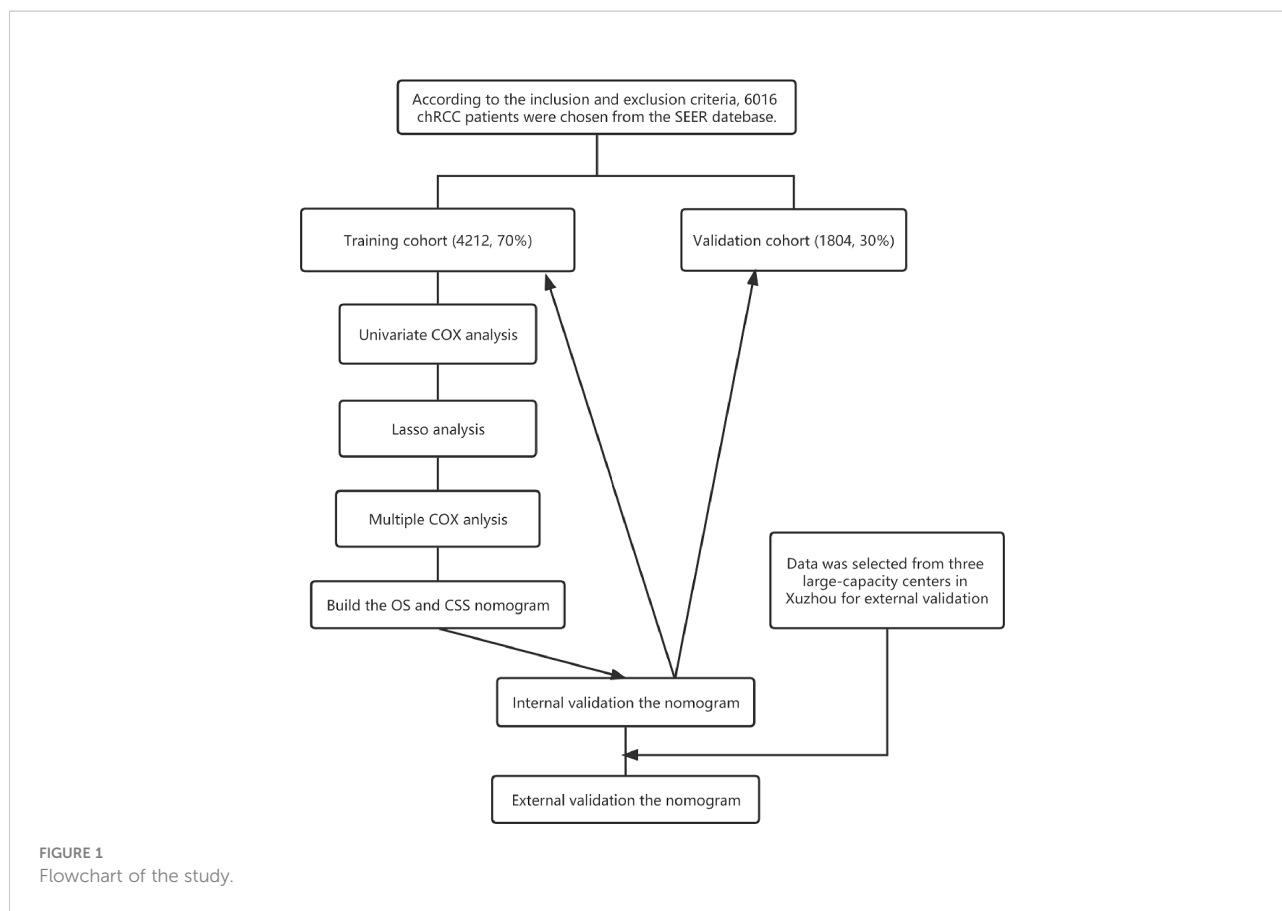 According to the inclusion and exclusion criteria, 6016
chRCC patients were chosen from the SEER datebase.
Training cohort (4212, 70%)
Validation cohort (1804, 30%)
Univariate COX analysis
Lasso analysis
Multiple COX anlysis
Data was selected from three
large-capacity centers in
Xuzhou for external validation
Build the OS and CSS nomogram
Internal validation the nomogram
External validation the nomogram
FIGURE 1
Flowchart of the study.